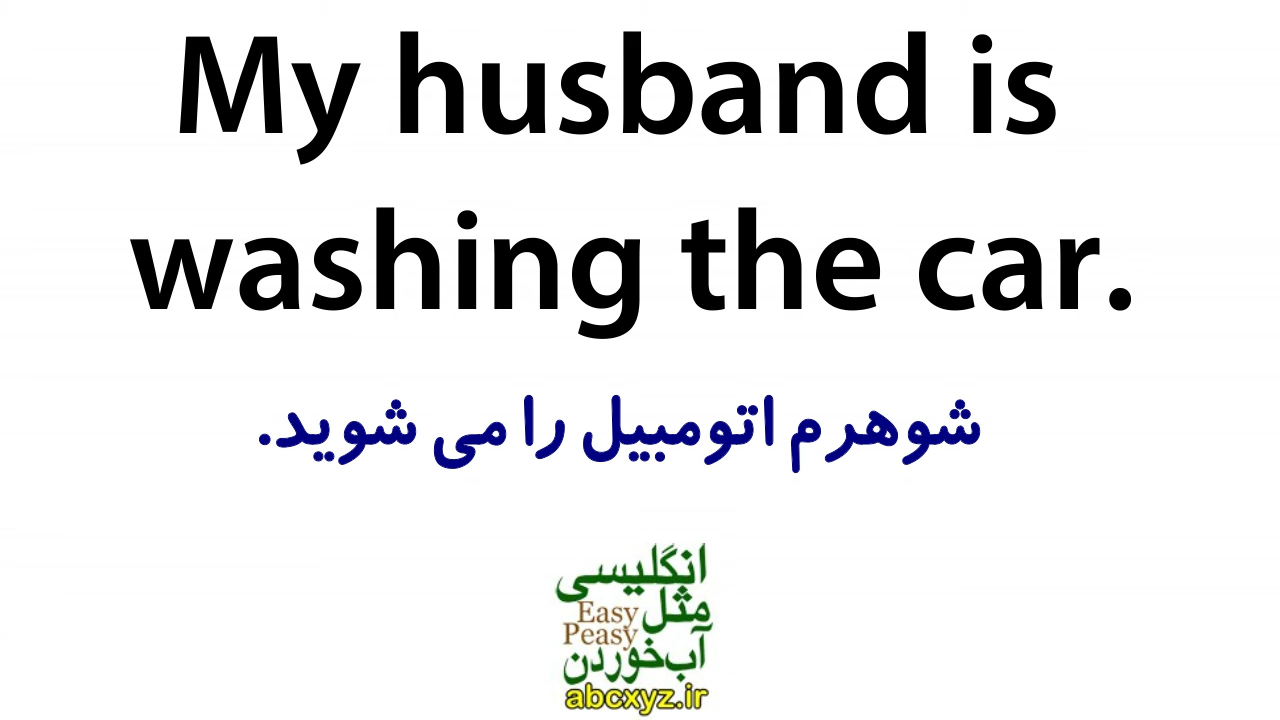 My husband is
washing the car.
شوهرم اتومبیل را می شوید.
انگلیسی
مثل
Easy
Peasy
آب‌خوردن
abcxyz.ir